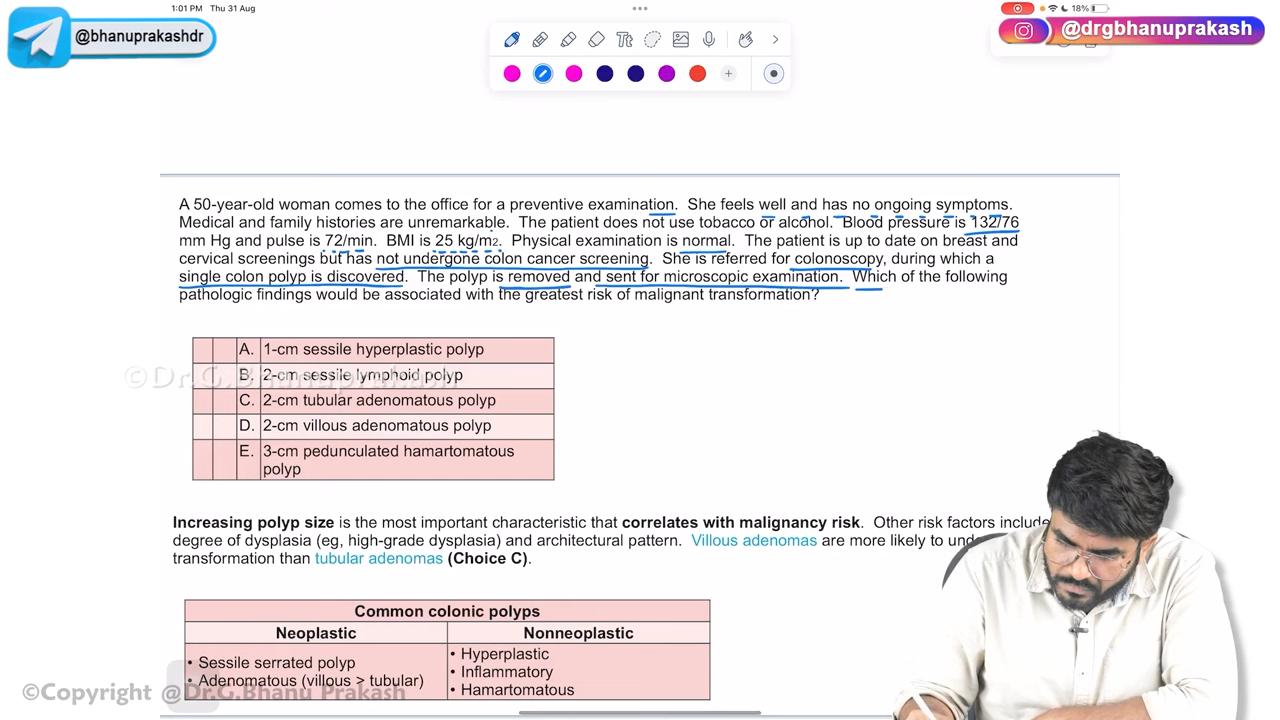 1:01 PM Thu 31 Aug
18%
@bhanuprakashdr
@drgbhanuprakash
A 50-year-old woman comes to the office for a preventive examination. She feels well and has no ongoing symptoms.
Medical and family histories are unremarkable. The patient does not use tobacco or alcohol. Blood pressure is 132/76
mm Hg and pulse is 72/min. BMI is 25 kg/m2. Physical examination is normal. The patient is up to date on breast and
cervical screenings but has not undergone colon cancer screening. She is referred for colonoscopy, during which a
single colon polyp is discovered. The polyp is removed and sent for microscopic examination. Which of the following
pathologic findings would be associated with the greatest risk of malignant transformation?
A. 1-cm sessile hyperplastic polyp
©Dr.G.Bhanuprakash
B. 2-cm sessile lymphoid polyp
C. 2-cm tubular adenomatous polyp
D. 2-cm villous adenomatous polyp
E. 3-cm pedunculated hamartomatous
polyp
Increasing polyp size is the most important characteristic that correlates with malignancy risk. Other risk factors include
degree of dysplasia (eg, high-grade dysplasia) and architectural pattern. Villous adenomas are more likely to
transformation than tubular adenomas (Choice C).
Common colonic polyps
Neoplastic
Nonneoplastic
• Sessile serrated polyp
• Adenomatous (villous > tubular)
• Hyperplastic
• Inflammatory
• Hamartomatous
©Copyright @Dr.G.Bhanu Prakash